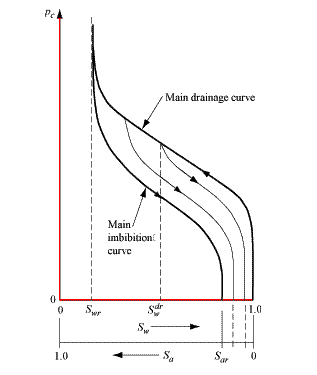 p_c
Main drainage curve
Main
imbibition
curve
0
0 S_wr S_w^dr 1.0
S_w S_ar
1.0 S_a 0